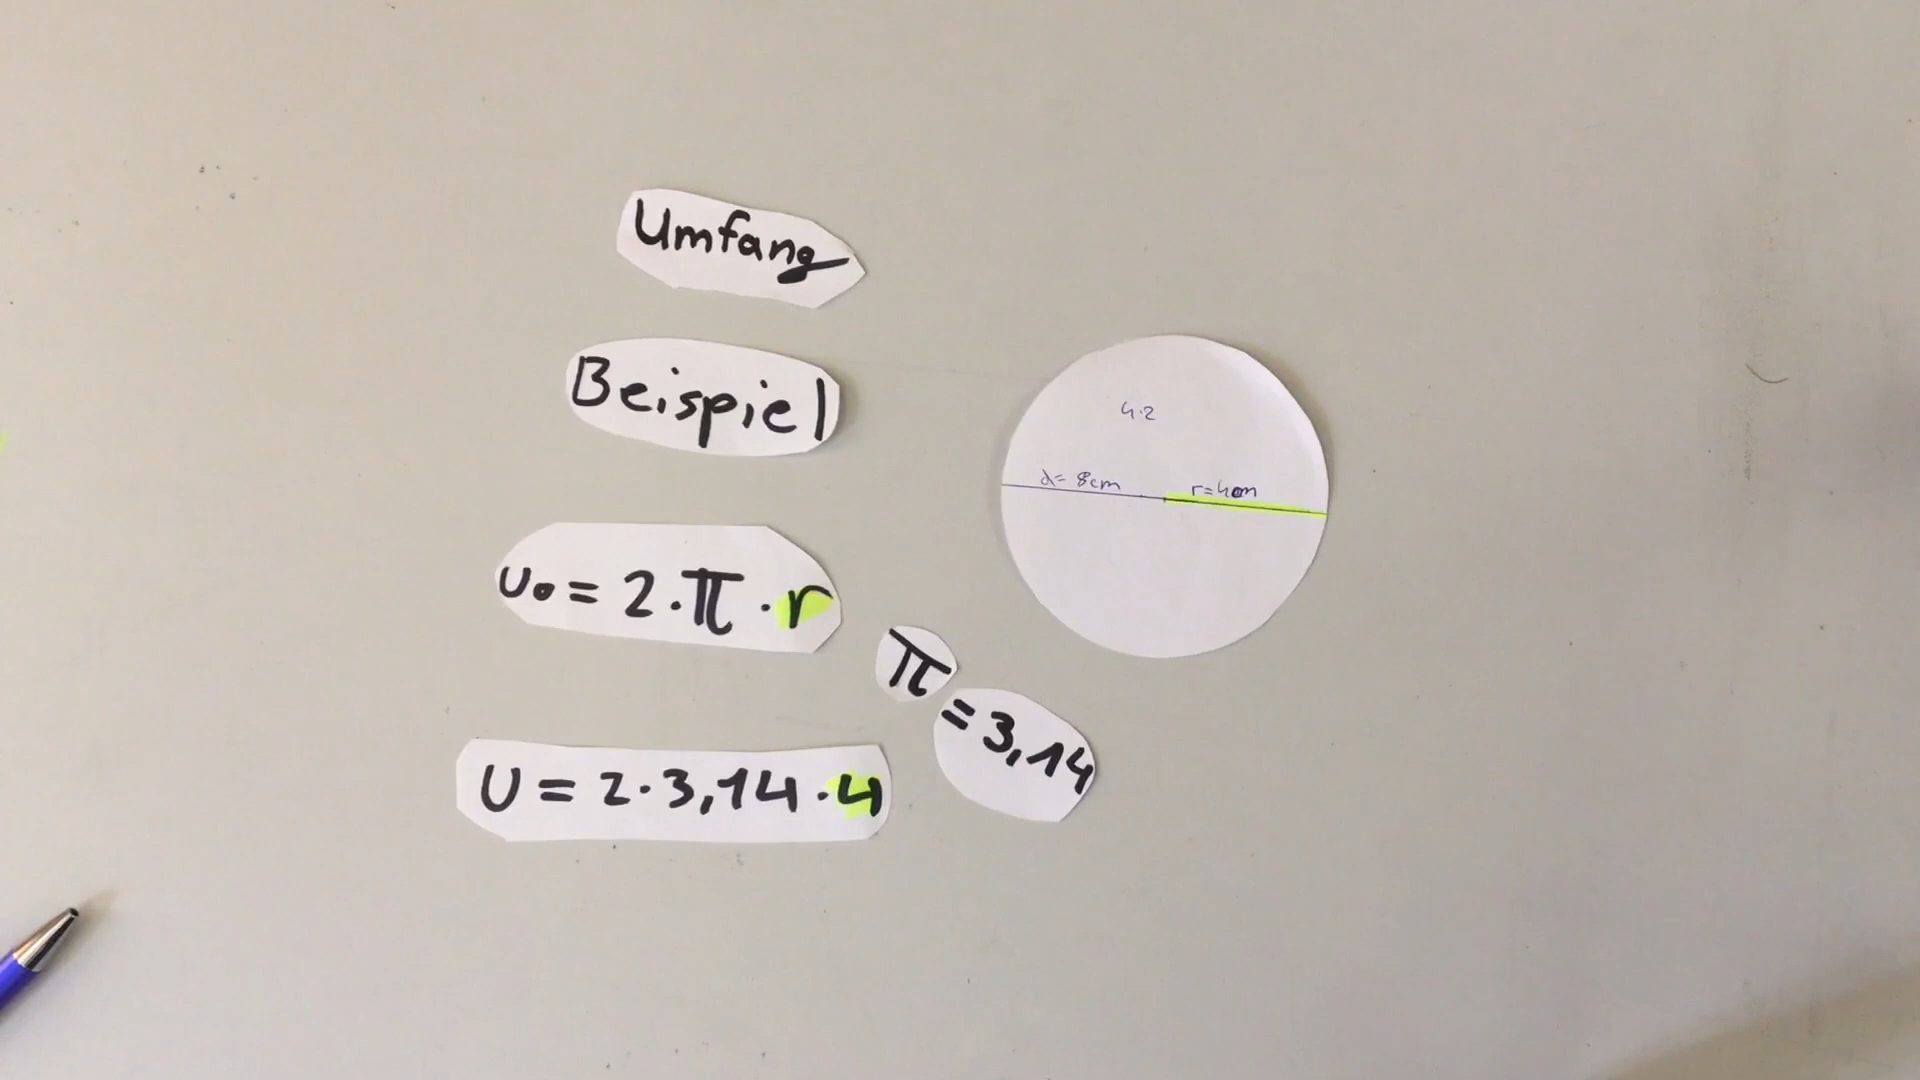 Umfang
Beispiel
4·2
d= 8cm
r=4cm
u₀ = 2·π·r
π
= 3,14
U = 2·3,14·4